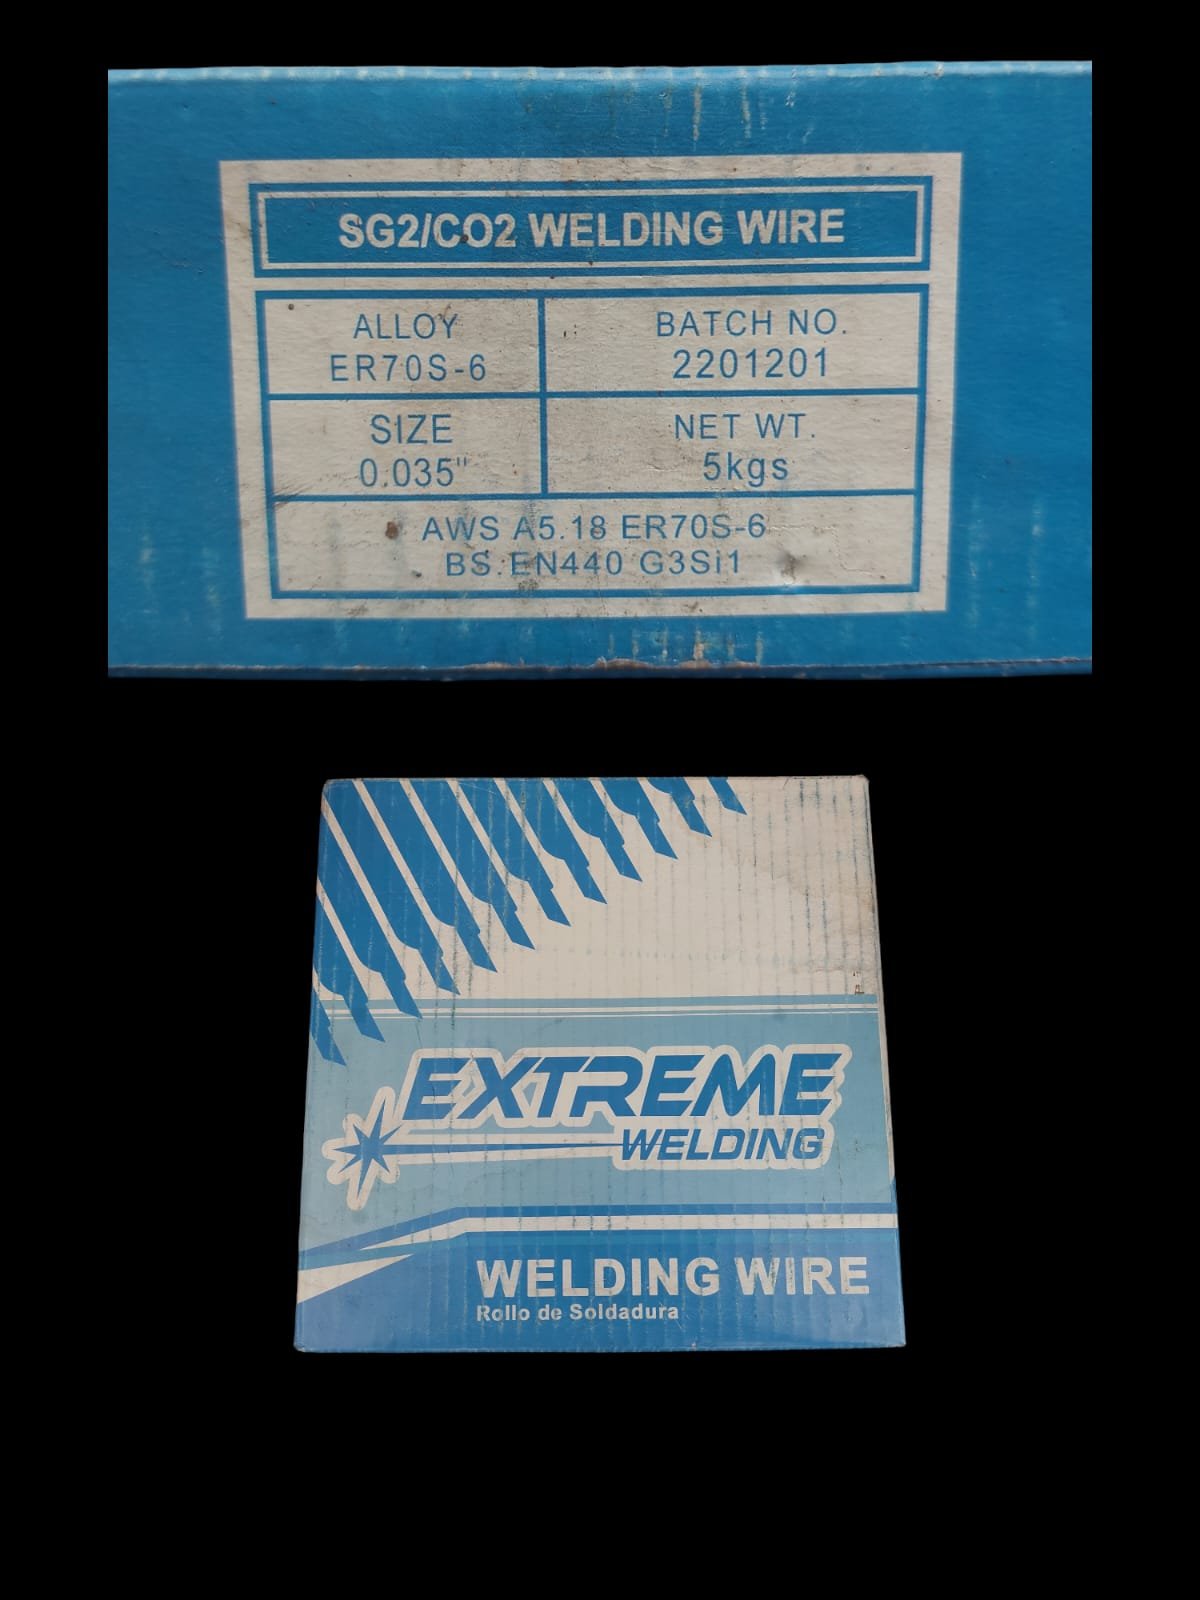 SG2/CO2 WELDING WIRE
ALLOY
ER70S-6
BATCH NO.
2201201
SIZE
0.035"
NET WT.
5kgs
AWS A5.18 ER70S-6
BS.EN440 G3Si1
EXTREME
WELDING
WELDING WIRE
Rollo de Soldadura